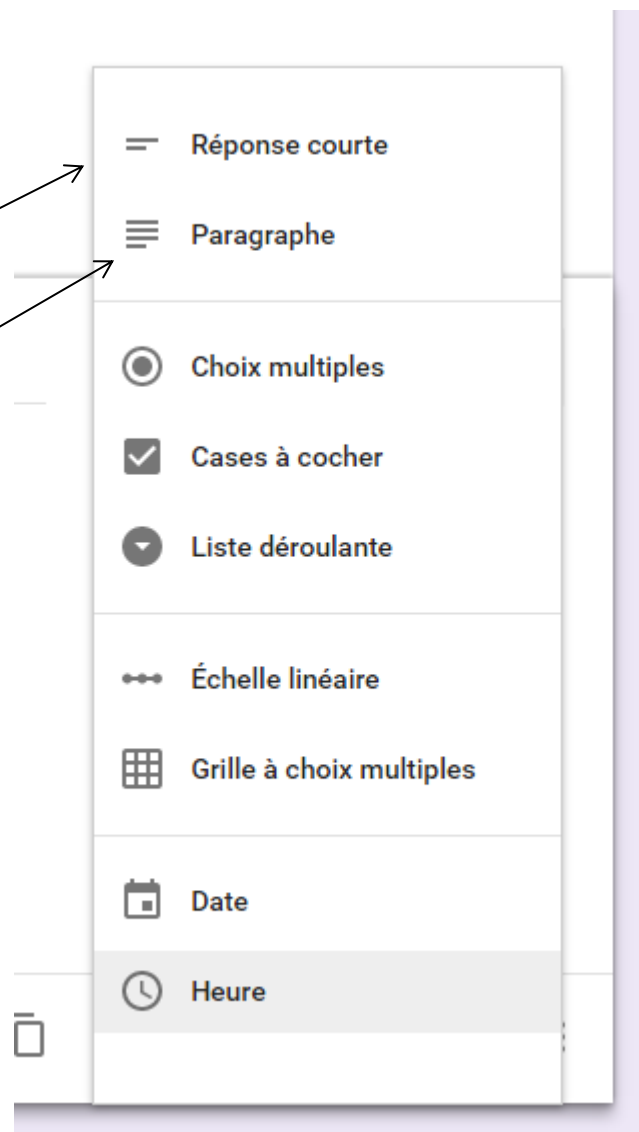 Réponse courte
Paragraphe
Choix multiples
Cases à cocher
Liste déroulante
Échelle linéaire
Grille à choix multiples
Date
Heure